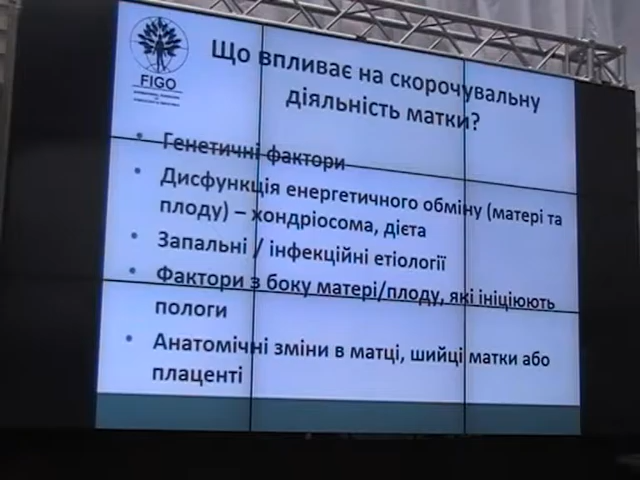 FIGO
Що впливає на скорочувальну
діяльність матки?
• Генетичні фактори
• Дисфункція енергетичного обміну (матері та
плоду) – хондріосома, дієта
• Запальні / інфекційні етіології
• Фактори з боку матері/плоду, які ініціюють
пологи
• Анатомічні зміни в матці, шийці матки або
плаценті